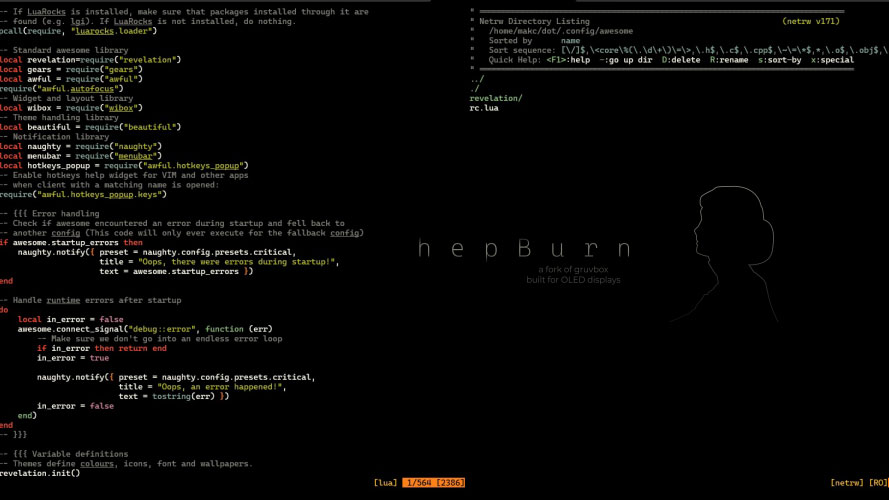 -- If LuaRocks is installed, make sure that packages installed through it are
-- found (e.g. lgi). If LuaRocks is not installed, do nothing.
pcall(require, "luarocks.loader")
-- Standard awesome library
local revelation=require("revelation")
local gears = require("gears")
local awful = require("awful")
require("awful.autofocus")
-- Widget and layout library
local wibox = require("wibox")
-- Theme handling library
local beautiful = require("beautiful")
-- Notification library
local naughty = require("naughty")
local menubar = require("menubar")
local hotkeys_popup = require("awful.hotkeys_popup")
-- Enable hotkeys help widget for VIM and other apps
-- when client with a matching name is opened:
require("awful.hotkeys_popup.keys")
-- {{{ Error handling
-- Check if awesome encountered an error during startup and fell back to
-- another config (This code will only ever execute for the fallback config)
if awesome.startup_errors then
naughty.notify({ preset = naughty.config.presets.critical,
title = "Oops, there were errors during startup!",
text = awesome.startup_errors })
end
-- Handle runtime errors after startup
do
local in_error = false
awesome.connect_signal("debug::error", function (err)
-- Make sure we don't go into an endless error loop
if in_error then return end
in_error = true
naughty.notify({ preset = naughty.config.presets.critical,
title = "Oops, an error happened!",
text = tostring(err) })
in_error = false
end)
end
-- }}}
-- {{{ Variable definitions
-- Themes define colours, icons, font and wallpapers.
revelation.init()
[lua] 1/564 [2386]
" ============================================================================
" Netrw Directory Listing (netrw v171)
" /home/makc/dot/.config/awesome
" Sorted by name
" Sort sequence: [\/]$,\<core\%(\.\d\+\)\=\>,\.h$,\.c$,\.cpp$,\~\=\*$,*,\.o$,\.obj$,\
" Quick Help: <F1>:help -:go up dir D:delete R:rename s:sort-by x:special
" ==============================================================================
../
./
revelation/
rc.lua
hepBurn
a fork of gruvbox
built for OLED displays
[netrw] [RO]